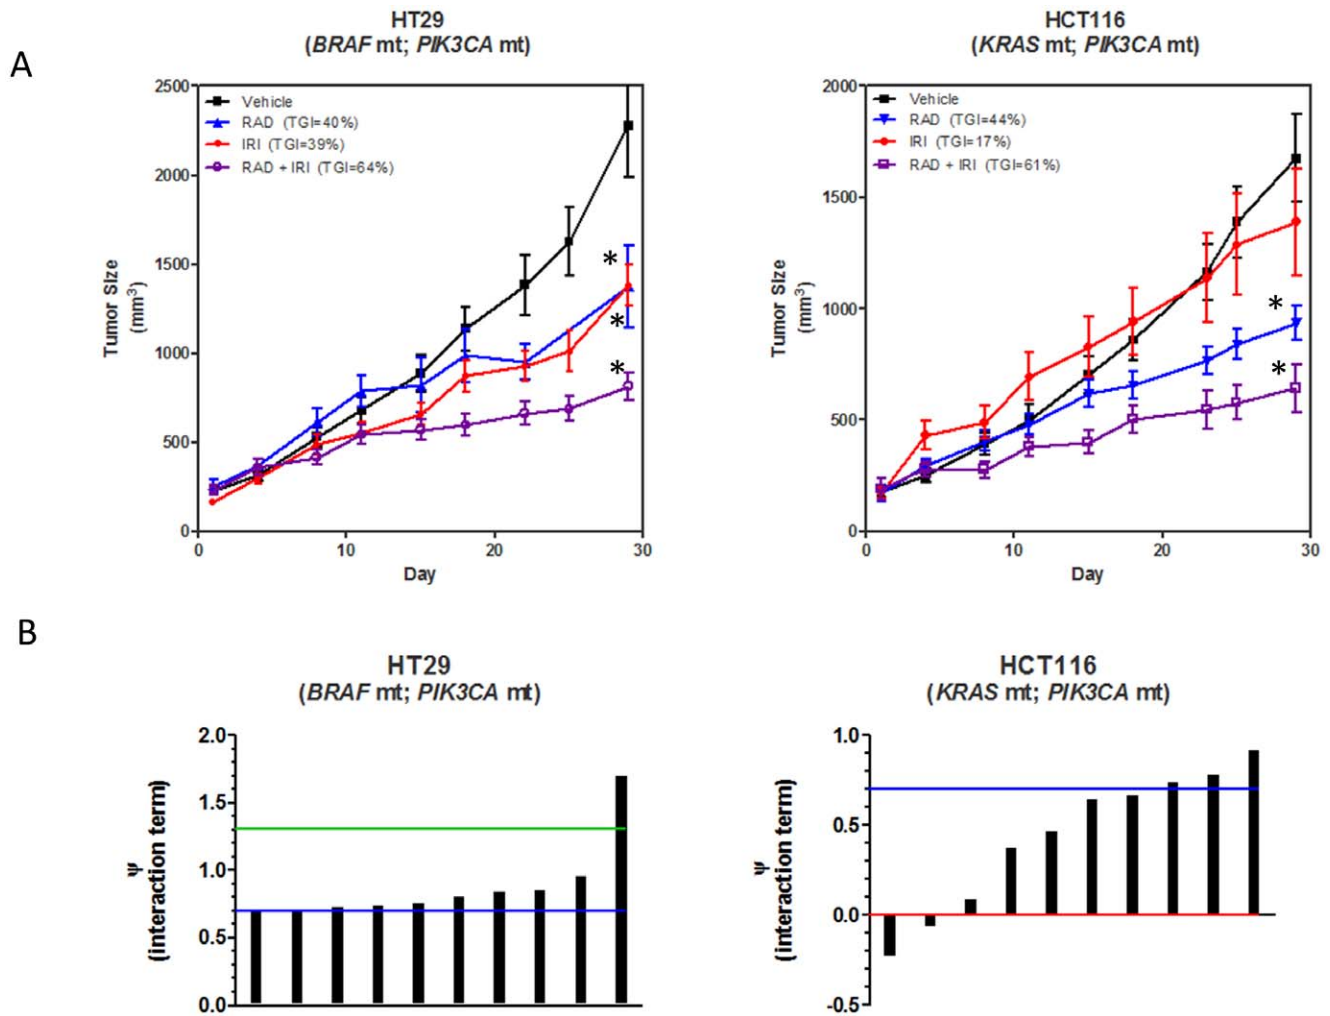 A
HT29
(BRAF mt; PIK3CA mt)
2500
2000
1500
1000
500
0
Tumor Size
(mm³)
Vehicle
RAD (TGI=40%)
IRI (TGI=39%)
RAD + IRI (TGI=64%)
*
*
*
0 10 20 30
Day
HCT116
(KRAS mt; PIK3CA mt)
2000
1500
1000
500
0
Tumor Size
(mm³)
Vehicle
RAD (TGI=44%)
IRI (TGI=17%)
RAD + IRI (TGI=61%)
*
*
0 10 20 30
Day
B
HT29
(BRAF mt; PIK3CA mt)
2.0
1.5
1.0
0.5
0.0
Ψ
(interaction term)
HCT116
(KRAS mt; PIK3CA mt)
1.0
0.5
0.0
-0.5
Ψ
(interaction term)